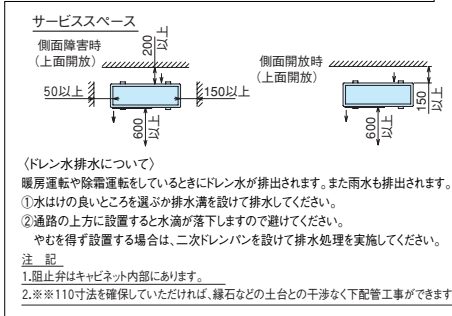 サービススペース
側面障害時
(上面開放)
200
以上
側面開放時
(上面開放)
50以上
150以上
600
以上
150
以上
600
以上
〈ドレン水排水について〉
暖房運転や除霜運転をしているときにドレン水が排出されます。また雨水も排出されます。
①水はけの良いところを選ぶか排水溝を設けて排水してください。
②通路の上方に設置すると水滴が落下しますので避けてください。
やむを得ず設置する場合は、二次ドレンパンを設けて排水処理を実施してください。
注 記
1.阻止弁はキャビネット内部にあります。
2.※※110寸法を確保していただければ、縁石などの土台との干渉なく下配管工事ができます